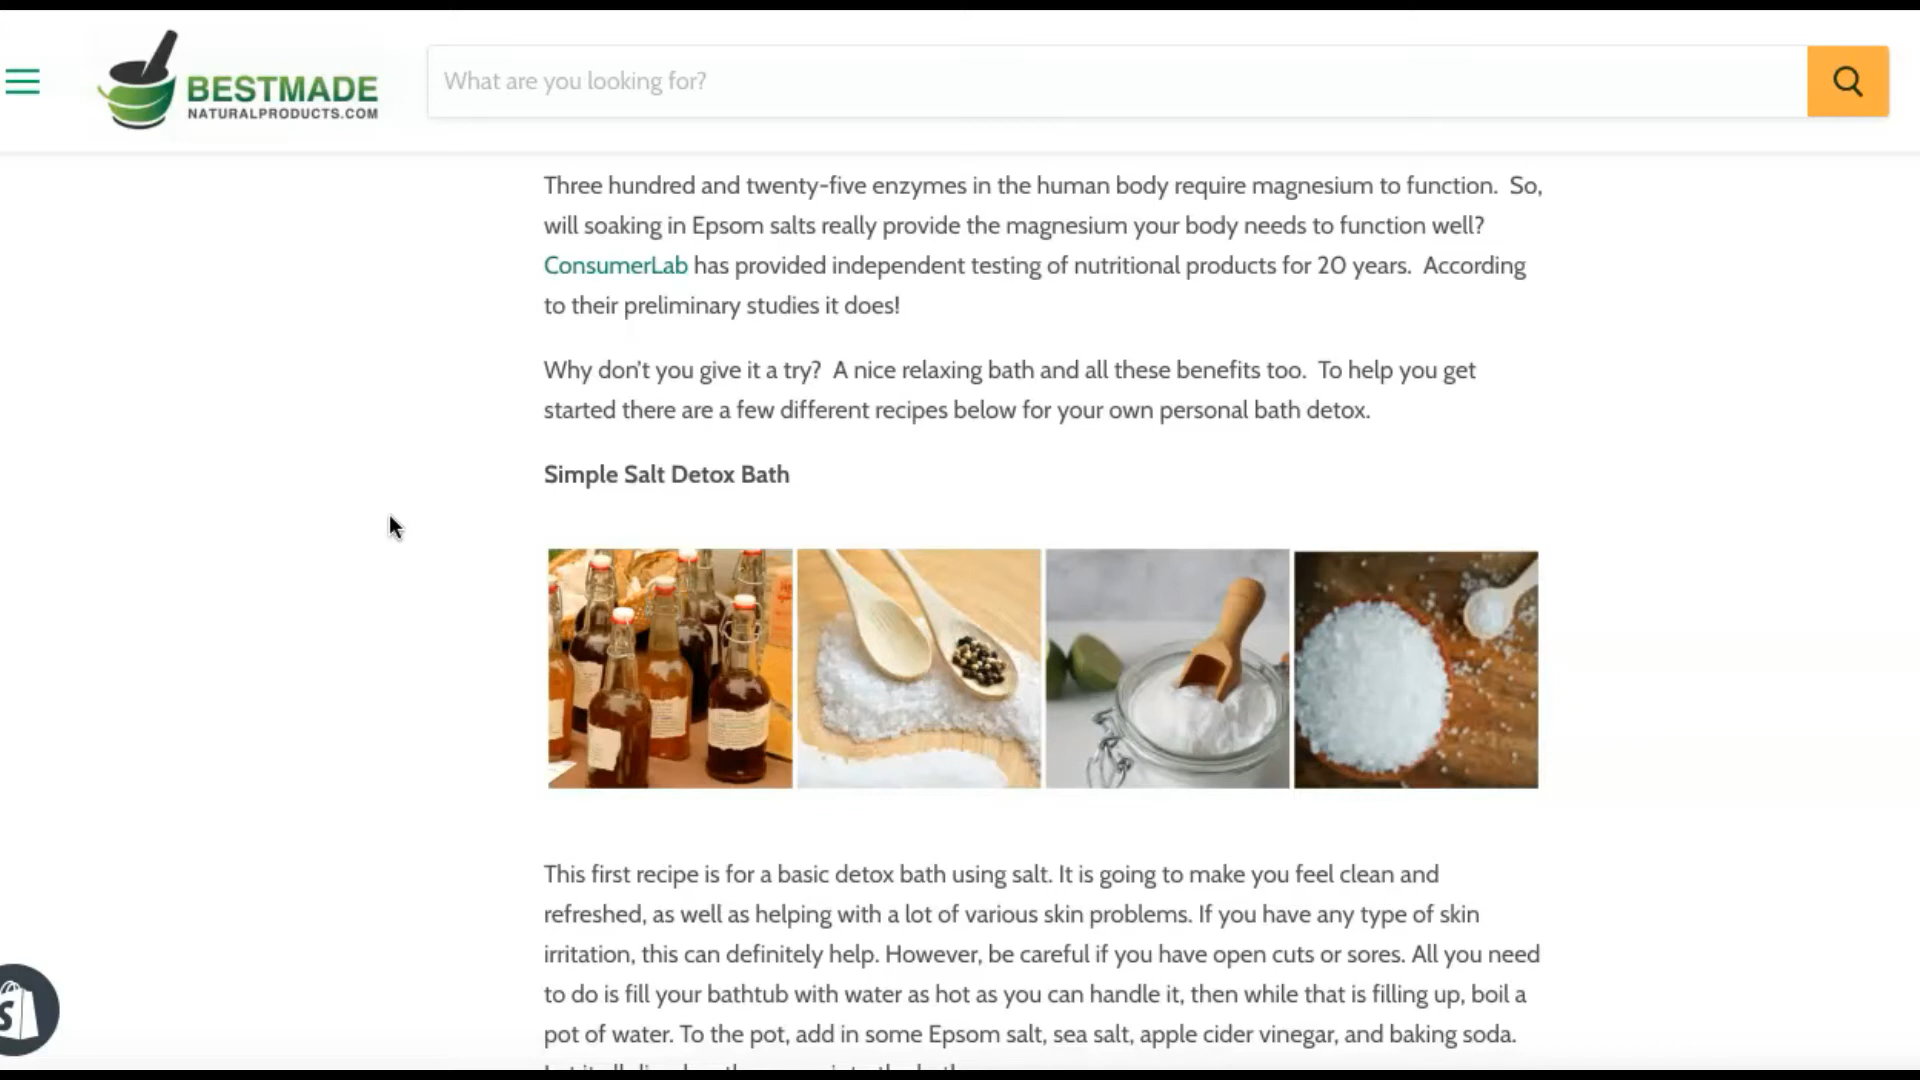 BESTMADE
NATURALPRODUCTS.COM
What are you looking for?
Three hundred and twenty-five enzymes in the human body require magnesium to function.  So,
will soaking in Epsom salts really provide the magnesium your body needs to function well?
ConsumerLab has provided independent testing of nutritional products for 20 years.  According
to their preliminary studies it does!
Why don't you give it a try?  A nice relaxing bath and all these benefits too.  To help you get
started there are a few different recipes below for your own personal bath detox.
Simple Salt Detox Bath
This first recipe is for a basic detox bath using salt. It is going to make you feel clean and
refreshed, as well as helping with a lot of various skin problems. If you have any type of skin
irritation, this can definitely help. However, be careful if you have open cuts or sores. All you need
to do is fill your bathtub with water as hot as you can handle it, then while that is filling up, boil a
pot of water. To the pot, add in some Epsom salt, sea salt, apple cider vinegar, and baking soda.